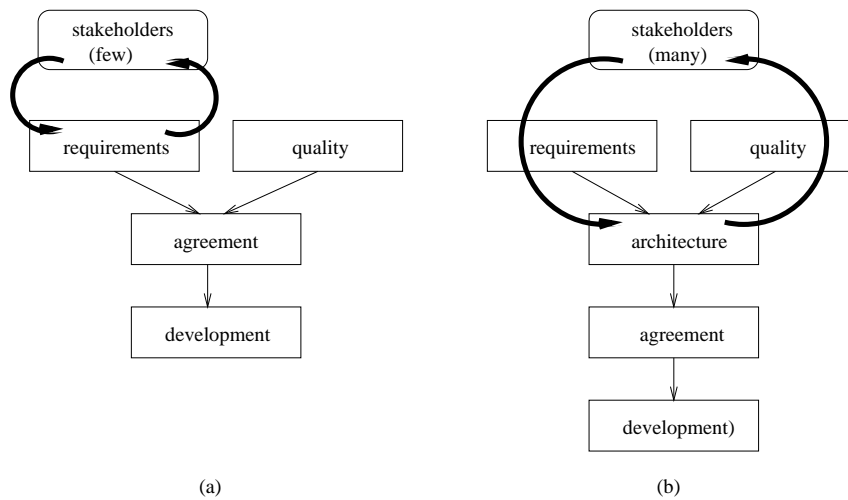 stakeholders
(few)
requirements
quality
agreement
development
(a)
stakeholders
(many)
requirements
quality
architecture
agreement
development)
(b)